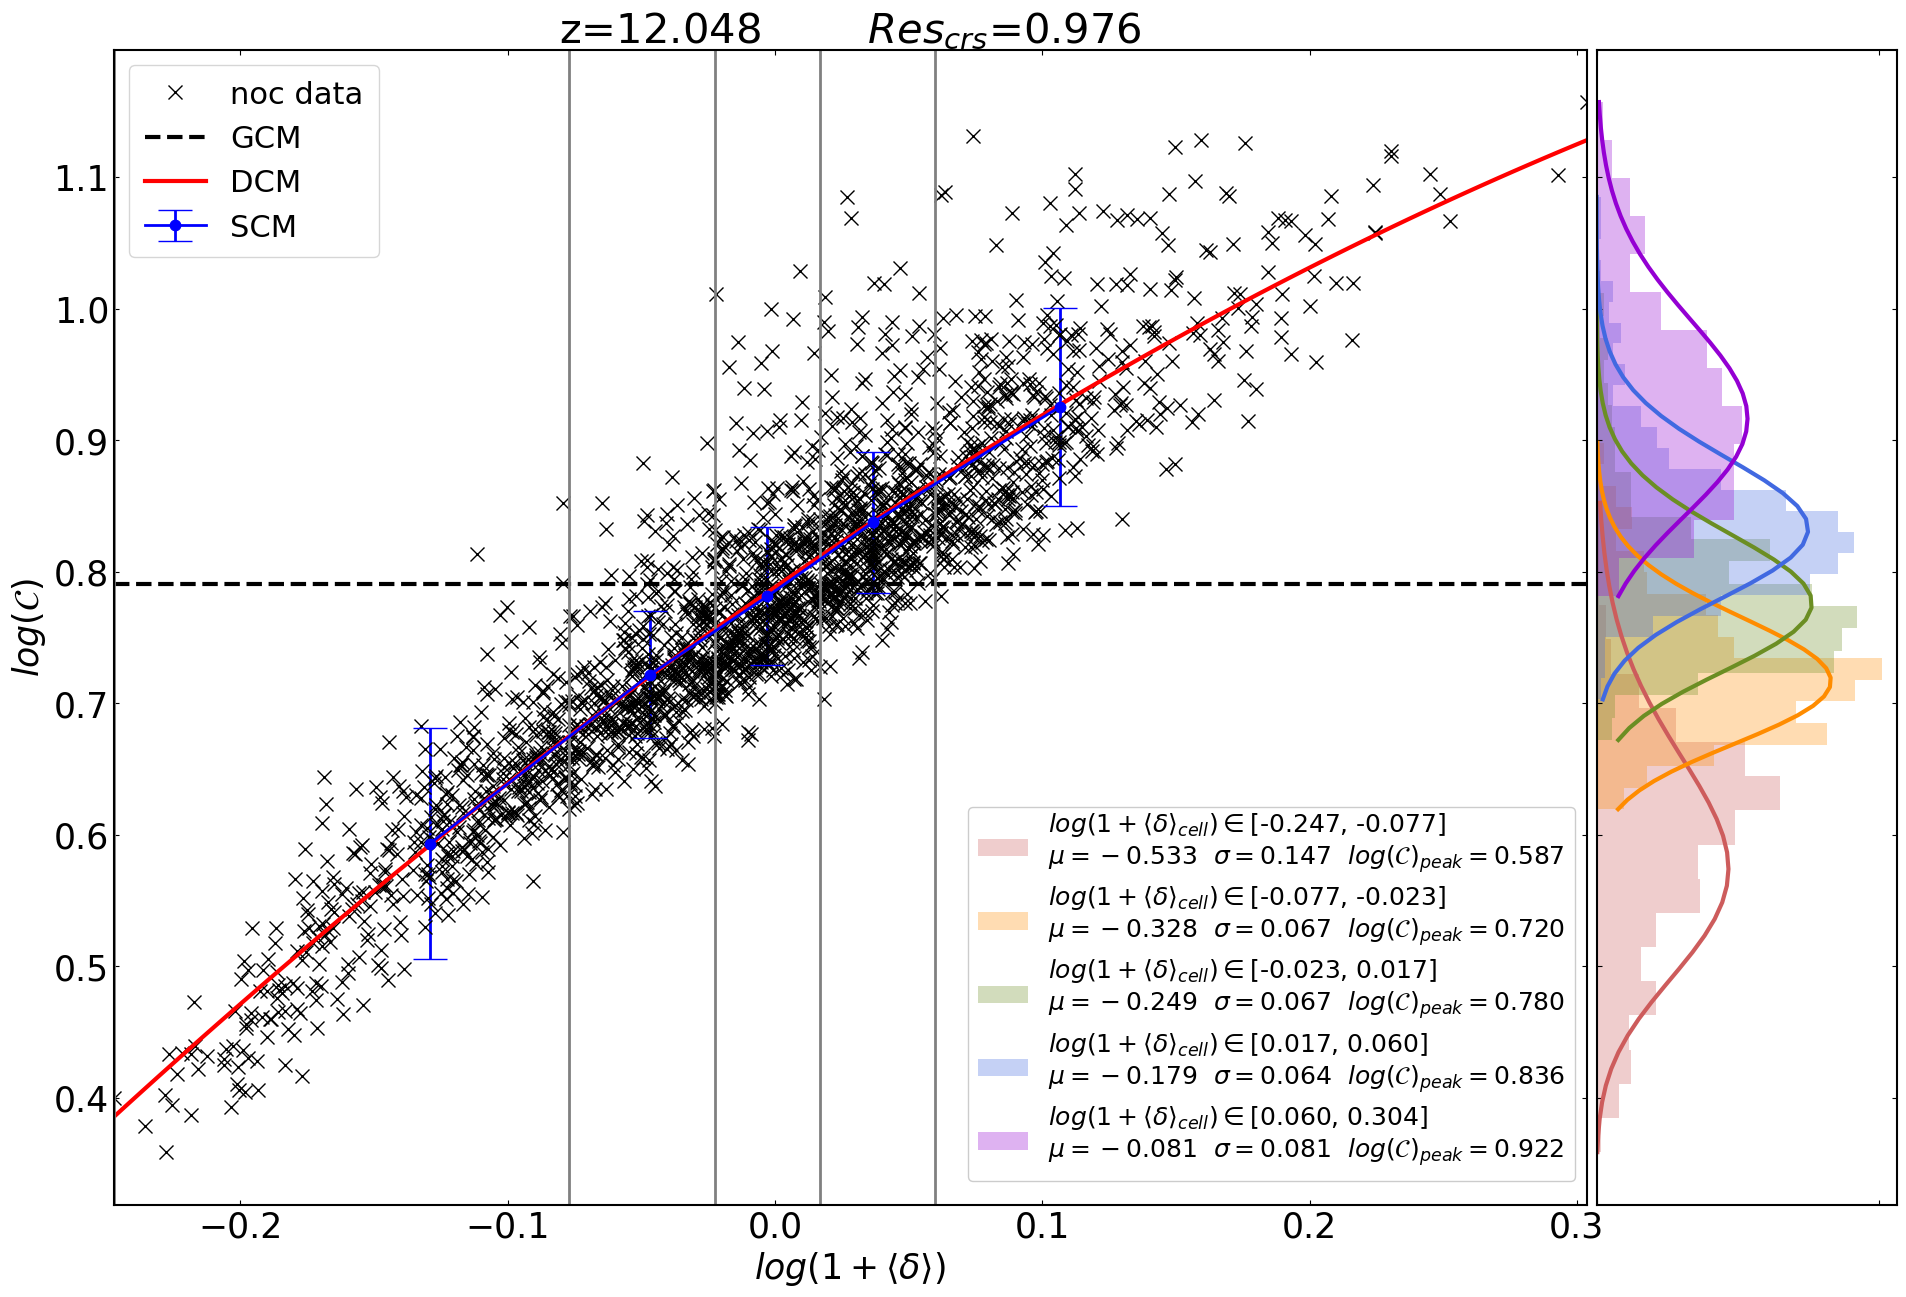 z=12.048 Res_crs=0.976
noc data
GCM
DCM
SCM
1.1
1.0
0.9
0.8
0.7
0.6
0.5
0.4
log(𝒞)
log(1 + ⟨δ⟩_cell) ∈ [-0.247, -0.077]
μ = −0.533 σ = 0.147 log(𝒞)_peak = 0.587
log(1 + ⟨δ⟩_cell) ∈ [-0.077, -0.023]
μ = −0.328 σ = 0.067 log(𝒞)_peak = 0.720
log(1 + ⟨δ⟩_cell) ∈ [-0.023, 0.017]
μ = −0.249 σ = 0.067 log(𝒞)_peak = 0.780
log(1 + ⟨δ⟩_cell) ∈ [0.017, 0.060]
μ = −0.179 σ = 0.064 log(𝒞)_peak = 0.836
log(1 + ⟨δ⟩_cell) ∈ [0.060, 0.304]
μ = −0.081 σ = 0.081 log(𝒞)_peak = 0.922
−0.2 −0.1 0.0 0.1 0.2 0.3
log(1 + ⟨δ⟩)